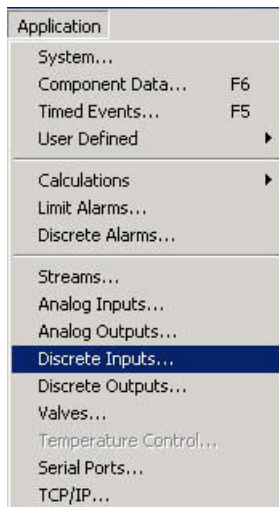 Application
System...
Component Data... F6
Timed Events... F5
User Defined
Calculations
Limit Alarms...
Discrete Alarms...
Streams...
Analog Inputs...
Analog Outputs...
Discrete Inputs...
Discrete Outputs...
Valves...
Temperature Control...
Serial Ports...
TCP/IP...